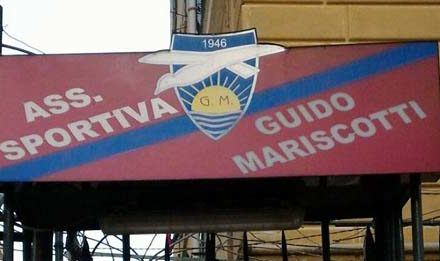 1946
ASS.
SPORTIVA
G. M.
GUIDO
MARISCOTTI